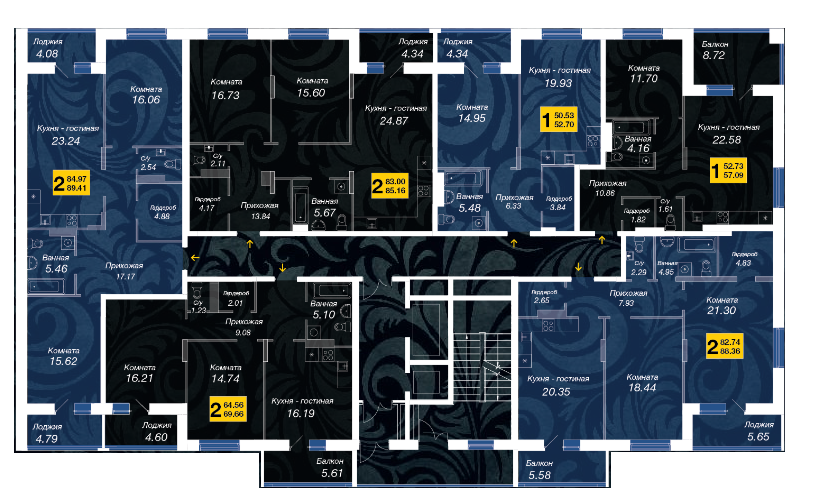 Лоджия
4.08
Комната
16.06
Кухня - гостиная
23.24
С/у
2.54
2 84.97
89.41
Гардероб
4.88
Ванная
5.46
Прихожая
17.17
Комната
15.62
Лоджия
4.79
Комната
16.73
Комната
15.60
Лоджия
4.34
Кухня - гостиная
24.87
С/у
2.11
Гардероб
4.17
Прихожая
13.84
Ванная
5.67
2 83.00
85.16
Лоджия
4.34
Комната
14.95
Кухня - гостиная
19.93
1 50.53
52.70
Ванная
5.48
Прихожая
6.33
Гардероб
3.84
Комната
11.70
Балкон
8.72
Ванная
4.16
Кухня - гостиная
22.58
1 52.73
57.09
Прихожая
10.86
Гардероб
1.82
С/у
1.61
С/у
1.23
Гардероб
2.01
Ванная
5.10
Прихожая
9.08
Комната
16.21
Комната
14.74
2 64.56
69.66
Кухня - гостиная
16.19
Лоджия
4.60
Балкон
5.61
С/у
2.29
Ванная
4.95
Гардероб
4.83
Гардероб
2.65
Прихожая
7.93
Комната
21.30
2 82.74
88.36
Кухня - гостиная
20.35
Комната
18.44
Лоджия
5.65
Балкон
5.58